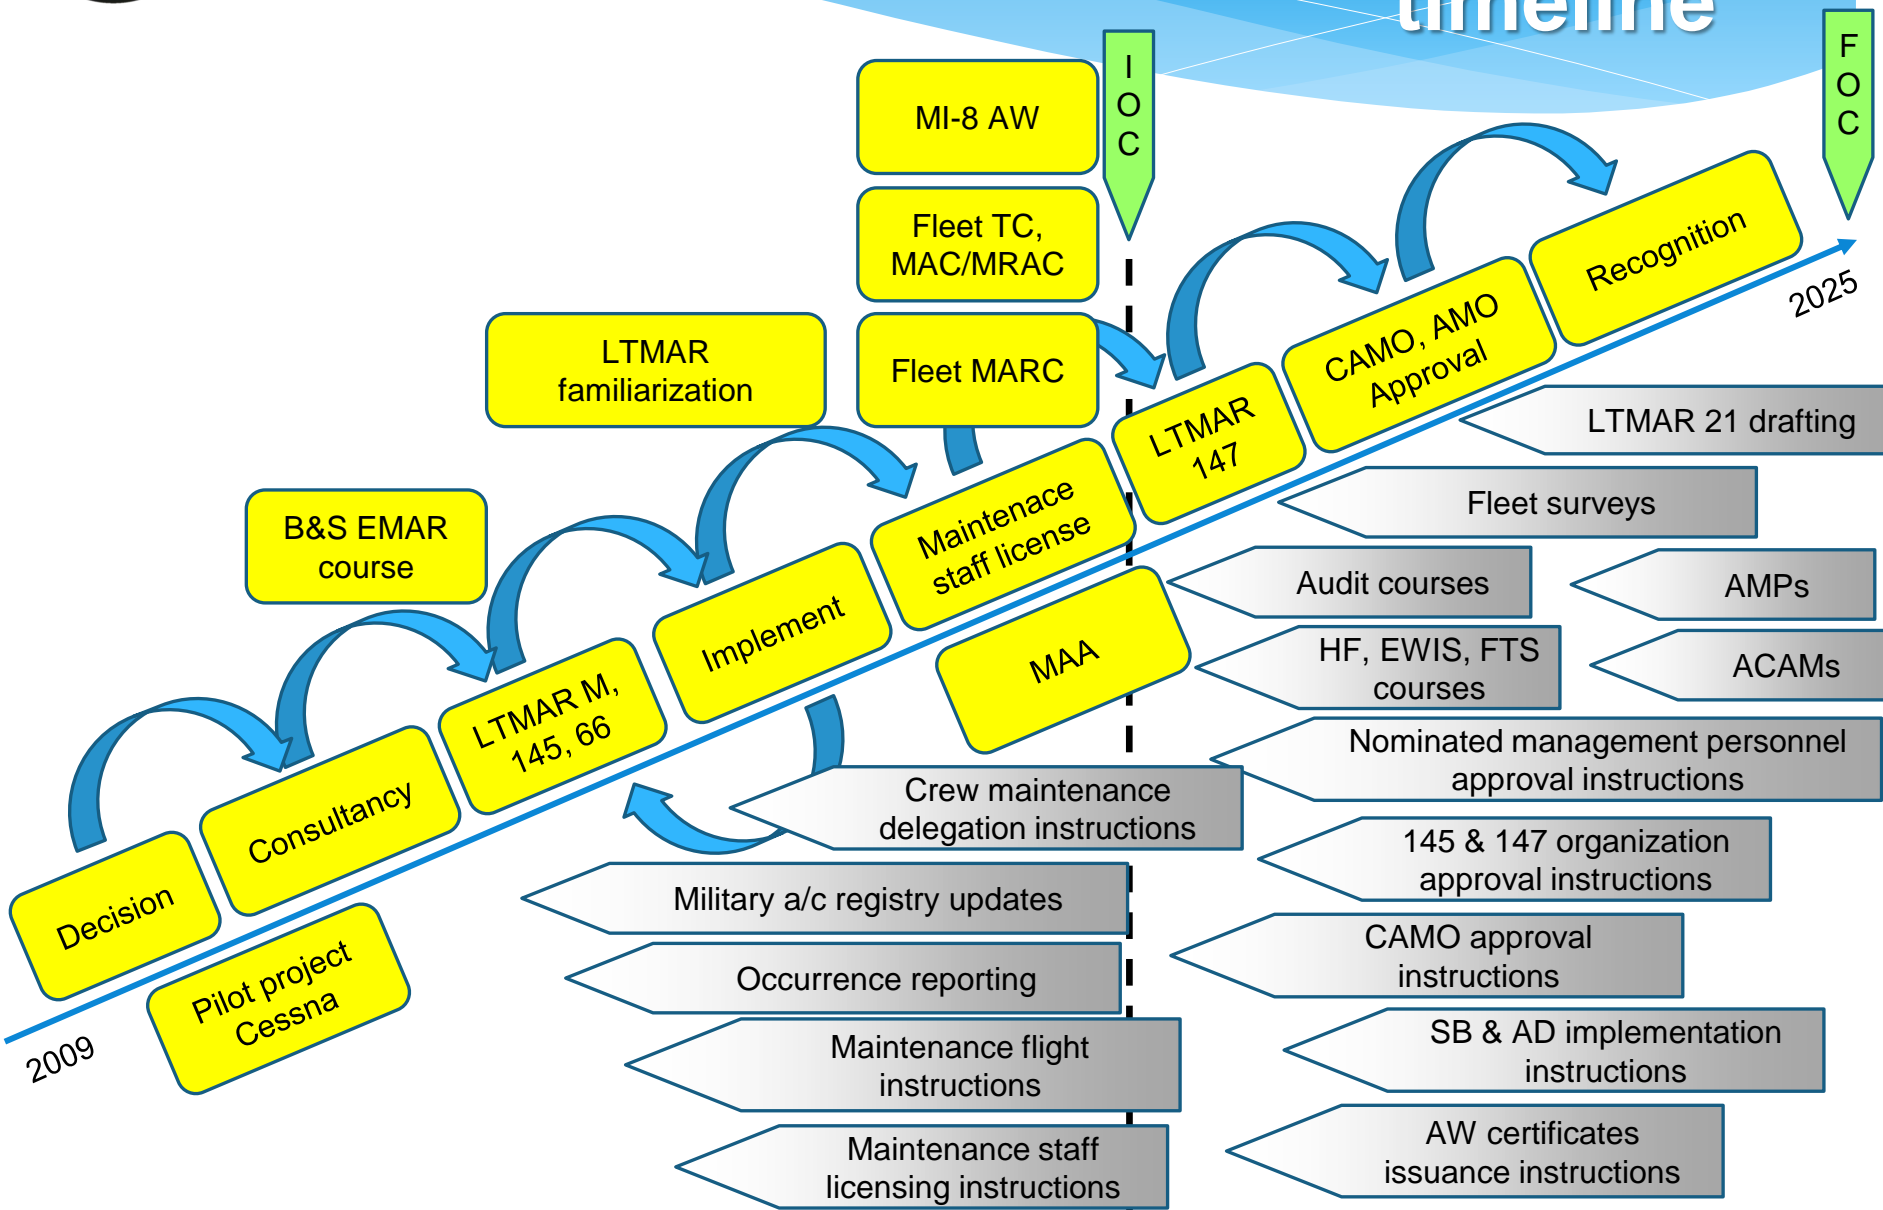 timeline
I
O
C
F
O
C
MI-8 AW
Fleet TC,
MAC/MRAC
Fleet MARC
LTMAR
familiarization
B&S EMAR
course
Decision
Consultancy
LTMAR M,
145, 66
Implement
Maintenace
staff license
LTMAR
147
CAMO, AMO
Approval
Recognition
2025
2009
Pilot project
Cessna
MAA
LTMAR 21 drafting
Fleet surveys
Audit courses
AMPs
HF, EWIS, FTS
courses
ACAMs
Nominated management personnel
approval instructions
Crew maintenance
delegation instructions
145 & 147 organization
approval instructions
Military a/c registry updates
CAMO approval
instructions
Occurrence reporting
SB & AD implementation
instructions
Maintenance flight
instructions
AW certificates
issuance instructions
Maintenance staff
licensing instructions